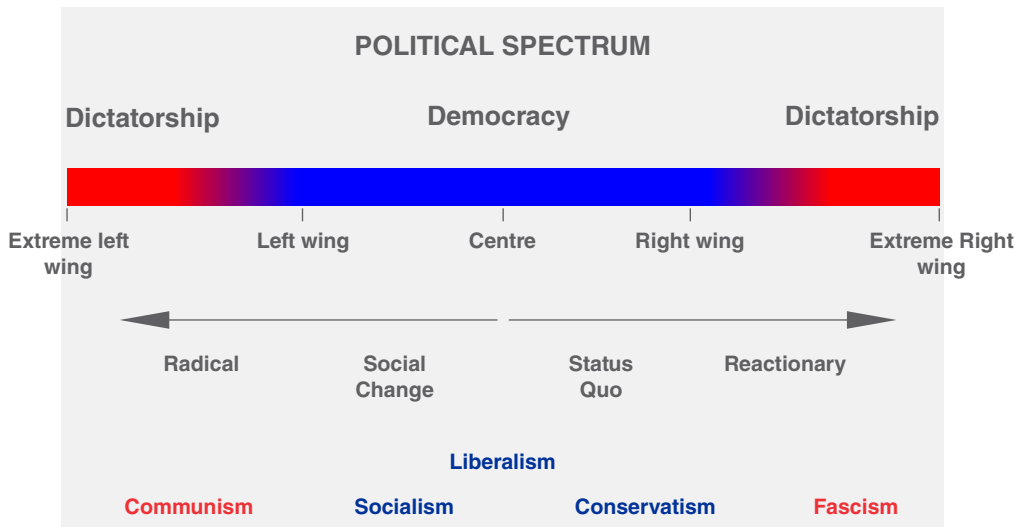 POLITICAL SPECTRUM
Dictatorship Democracy Dictatorship
Extreme left Left wing Centre Right wing Extreme Right
wing wing
Radical Social Status Reactionary
Change Quo
Liberalism
Communism Socialism Conservatism Fascism